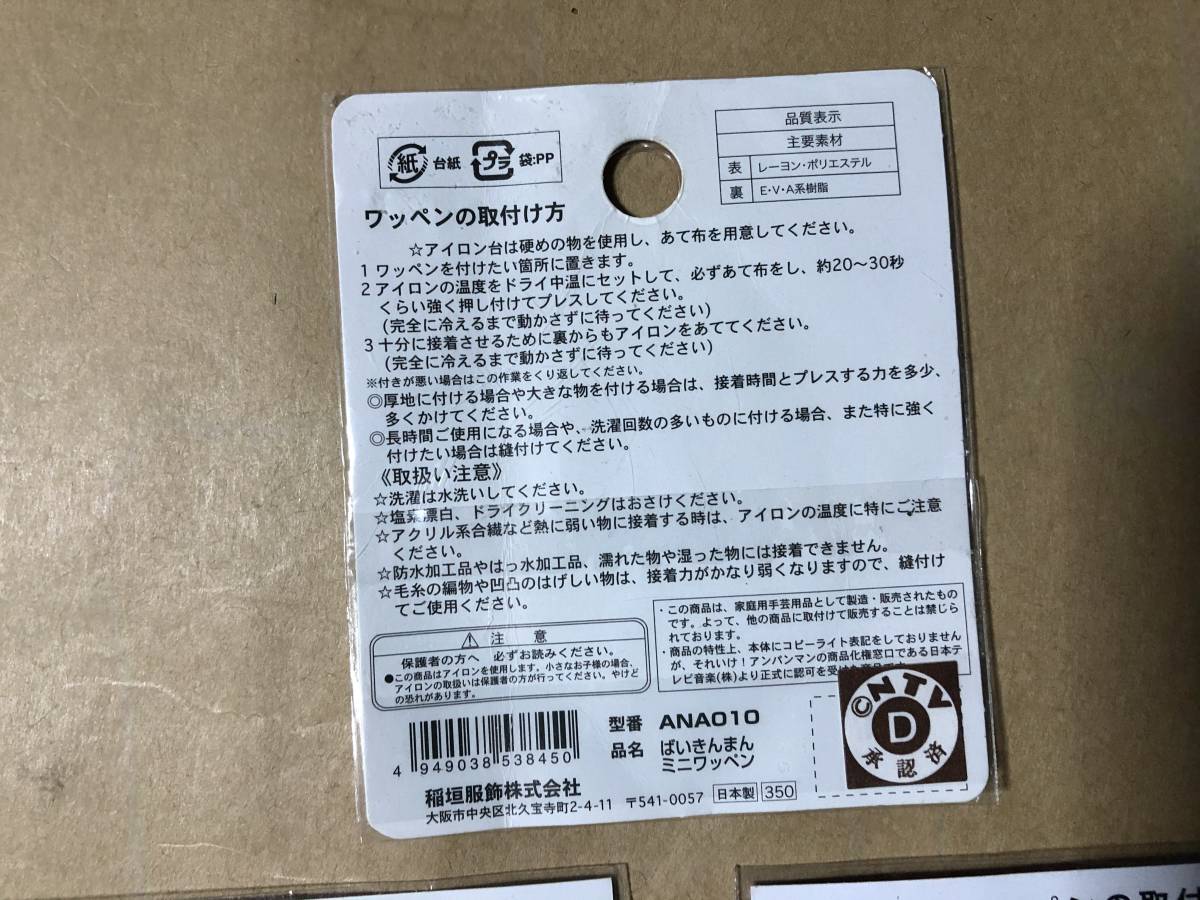 紙 台紙 プラ 袋:PP
品質表示
主要素材
表 レーヨン・ポリエステル
裏 E・V・A系樹脂
ワッペンの取付け方
☆アイロン台は硬めの物を使用し、あて布を用意してください。
1 ワッペンを付けたい箇所に置きます。
2 アイロンの温度をドライ中温にセットして、必ずあて布をし、約20〜30秒
くらい強く押し付けてプレスしてください。
(完全に冷えるまで動かさずに待ってください)
3 十分に接着させるために裏からもアイロンをあててください。
(完全に冷えるまで動かさずに待ってください)
※付きが悪い場合はこの作業をくり返してください。
◎厚地に付ける場合や大きな物を付ける場合は、接着時間とプレスする力を多少、
多くかけてください。
◎長時間ご使用になる場合や、洗濯回数の多いものに付ける場合、また特に強く
付けたい場合は縫付けてください。
《取扱い注意》
☆洗濯は水洗いしてください。
☆塩素漂白、ドライクリーニングはおさけください。
☆アクリル系合繊など熱に弱い物に接着する時は、アイロンの温度に特にご注意
ください。
☆防水加工品やはっ水加工品、濡れた物や湿った物には接着できません。
☆毛糸の編物や凹凸のはげしい物は、接着力がかなり弱くなりますので、縫付け
てご使用ください。
⚠注 意
保護者の方へ 必ずお読みください。
●この商品はアイロンを使用します。小さなお子様の場合、
アイロンの取扱いは保護者の方が行ってください。やけど
の恐れがあります。
・この商品は、家庭用手芸用品として製造・販売されたもの
です。よって、他の商品に取付けて販売することは禁じら
れております。
・商品の特性上、本体にコピーライト表記をしておりません
が、それいけ!アンパンマンの商品化権窓口である日本テ
レビ音楽(株)より正式に認可を受けた
4 949038 538450
型番 ANA010
品名 ばいきんまん
ミニワッペン
©NTV
D
承認済
稲垣服飾株式会社
大阪市中央区北久宝寺町2-4-11 〒541-0057 日本製 350
ペンの取付